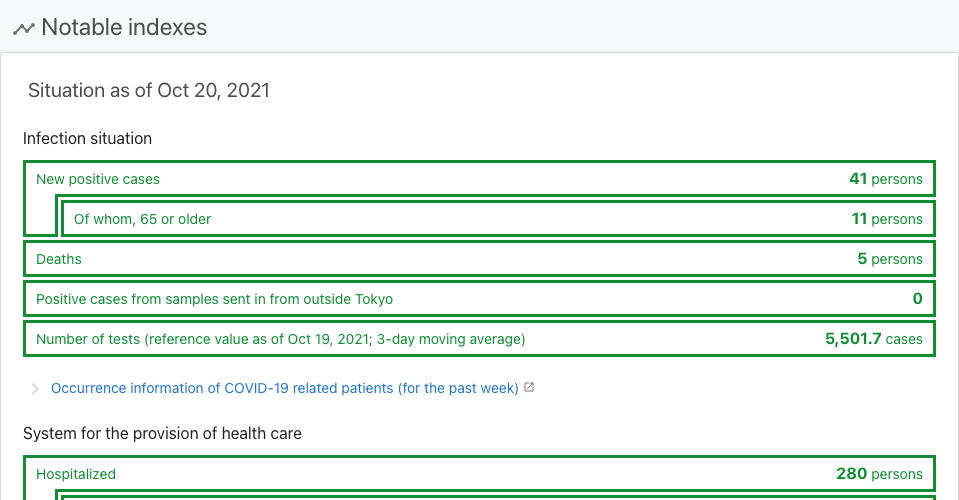 Notable indexes
Situation as of Oct 20, 2021
Infection situation
New positive cases 41 persons
Of whom, 65 or older 11 persons
Deaths 5 persons
Positive cases from samples sent in from outside Tokyo 0
Number of tests (reference value as of Oct 19, 2021; 3-day moving average) 5,501.7 cases
Occurrence information of COVID-19 related patients (for the past week)
System for the provision of health care
Hospitalized 280 persons